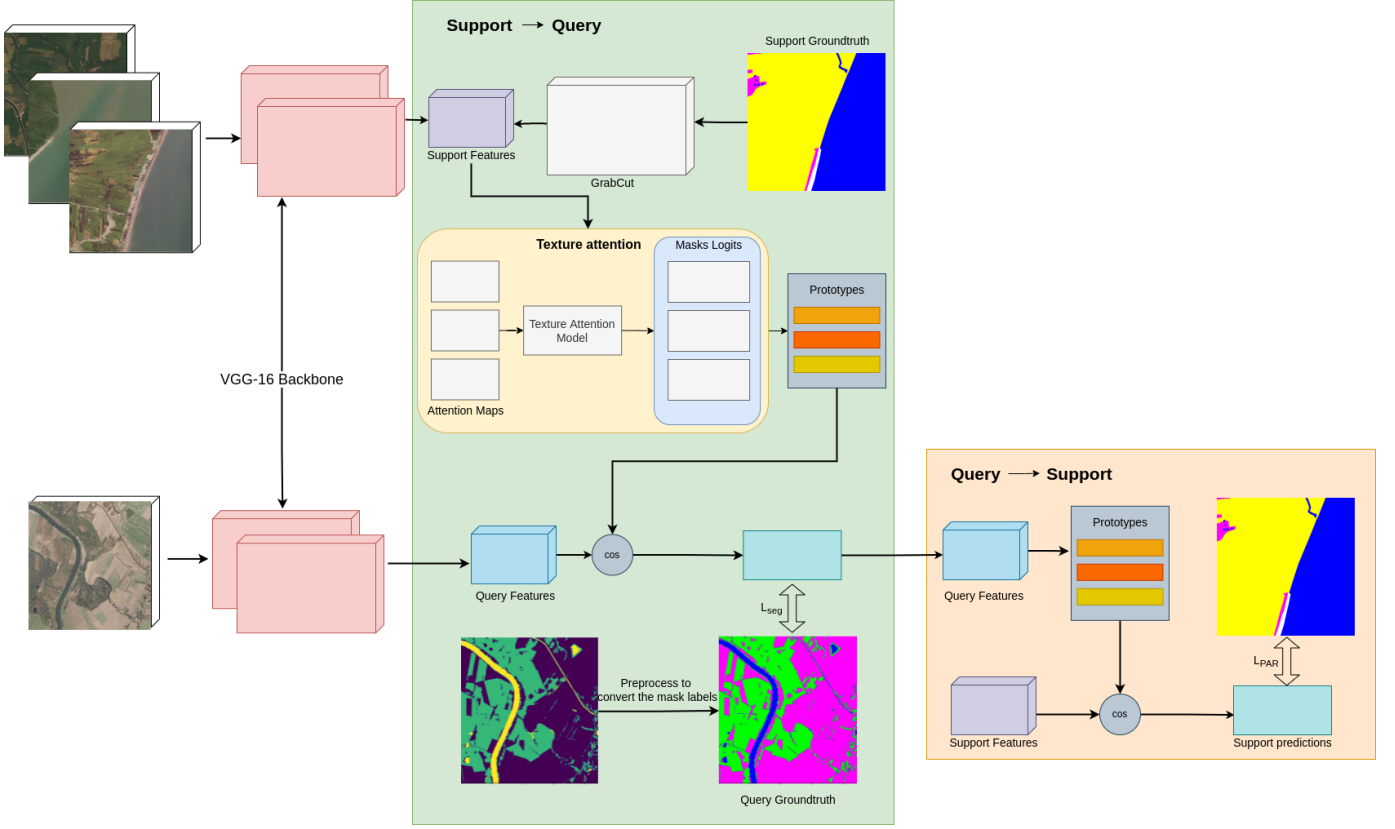 Support → Query
Support Groundtruth
Support Features
GrabCut
Texture attention
Masks Logits
Prototypes
Texture Attention
Model
VGG-16 Backbone
Attention Maps
Query → Support
Prototypes
cos
Query Features
Query Features
Lseg
LPAR
Preprocess to
convert the mask labels
cos
Support Features
Support predictions
Query Groundtruth